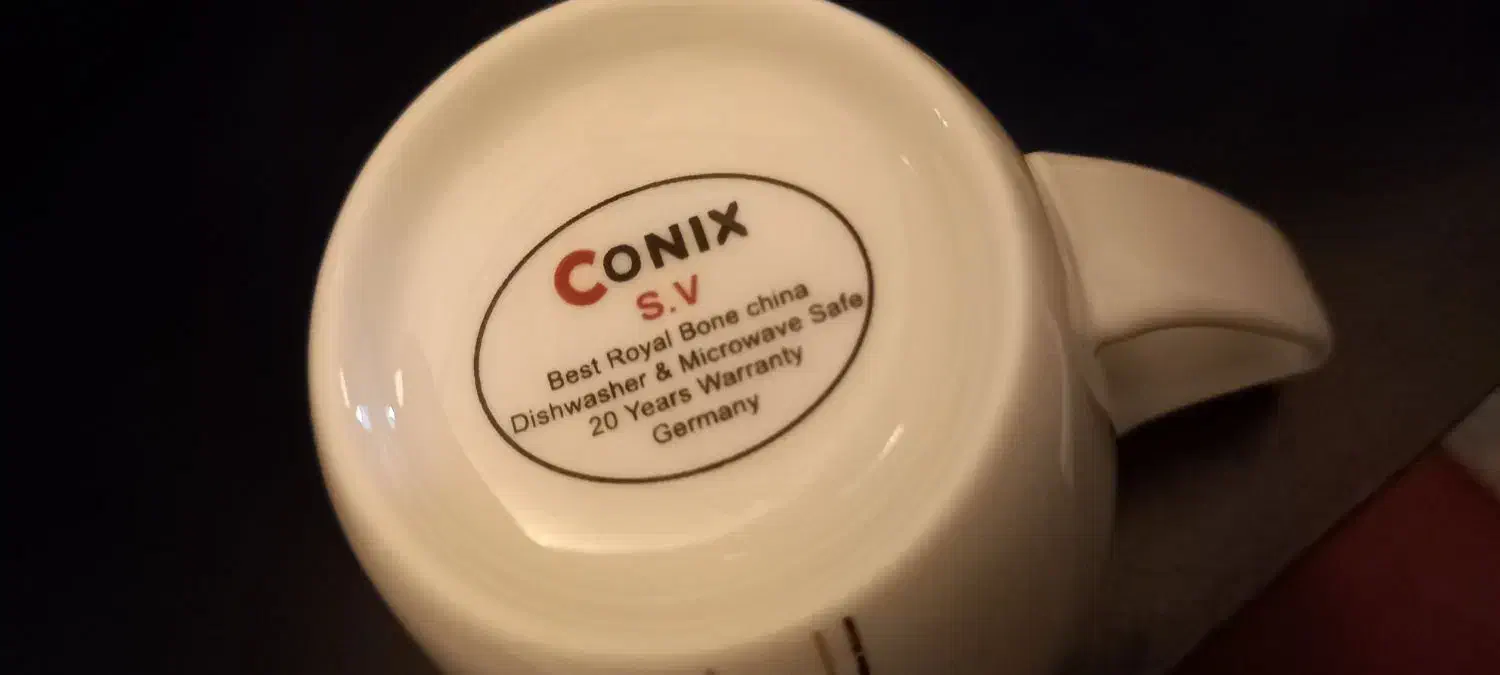 CONIX
S.V
Best Royal Bone china
Dishwasher & Microwave Safe
20 Years Warranty
Germany